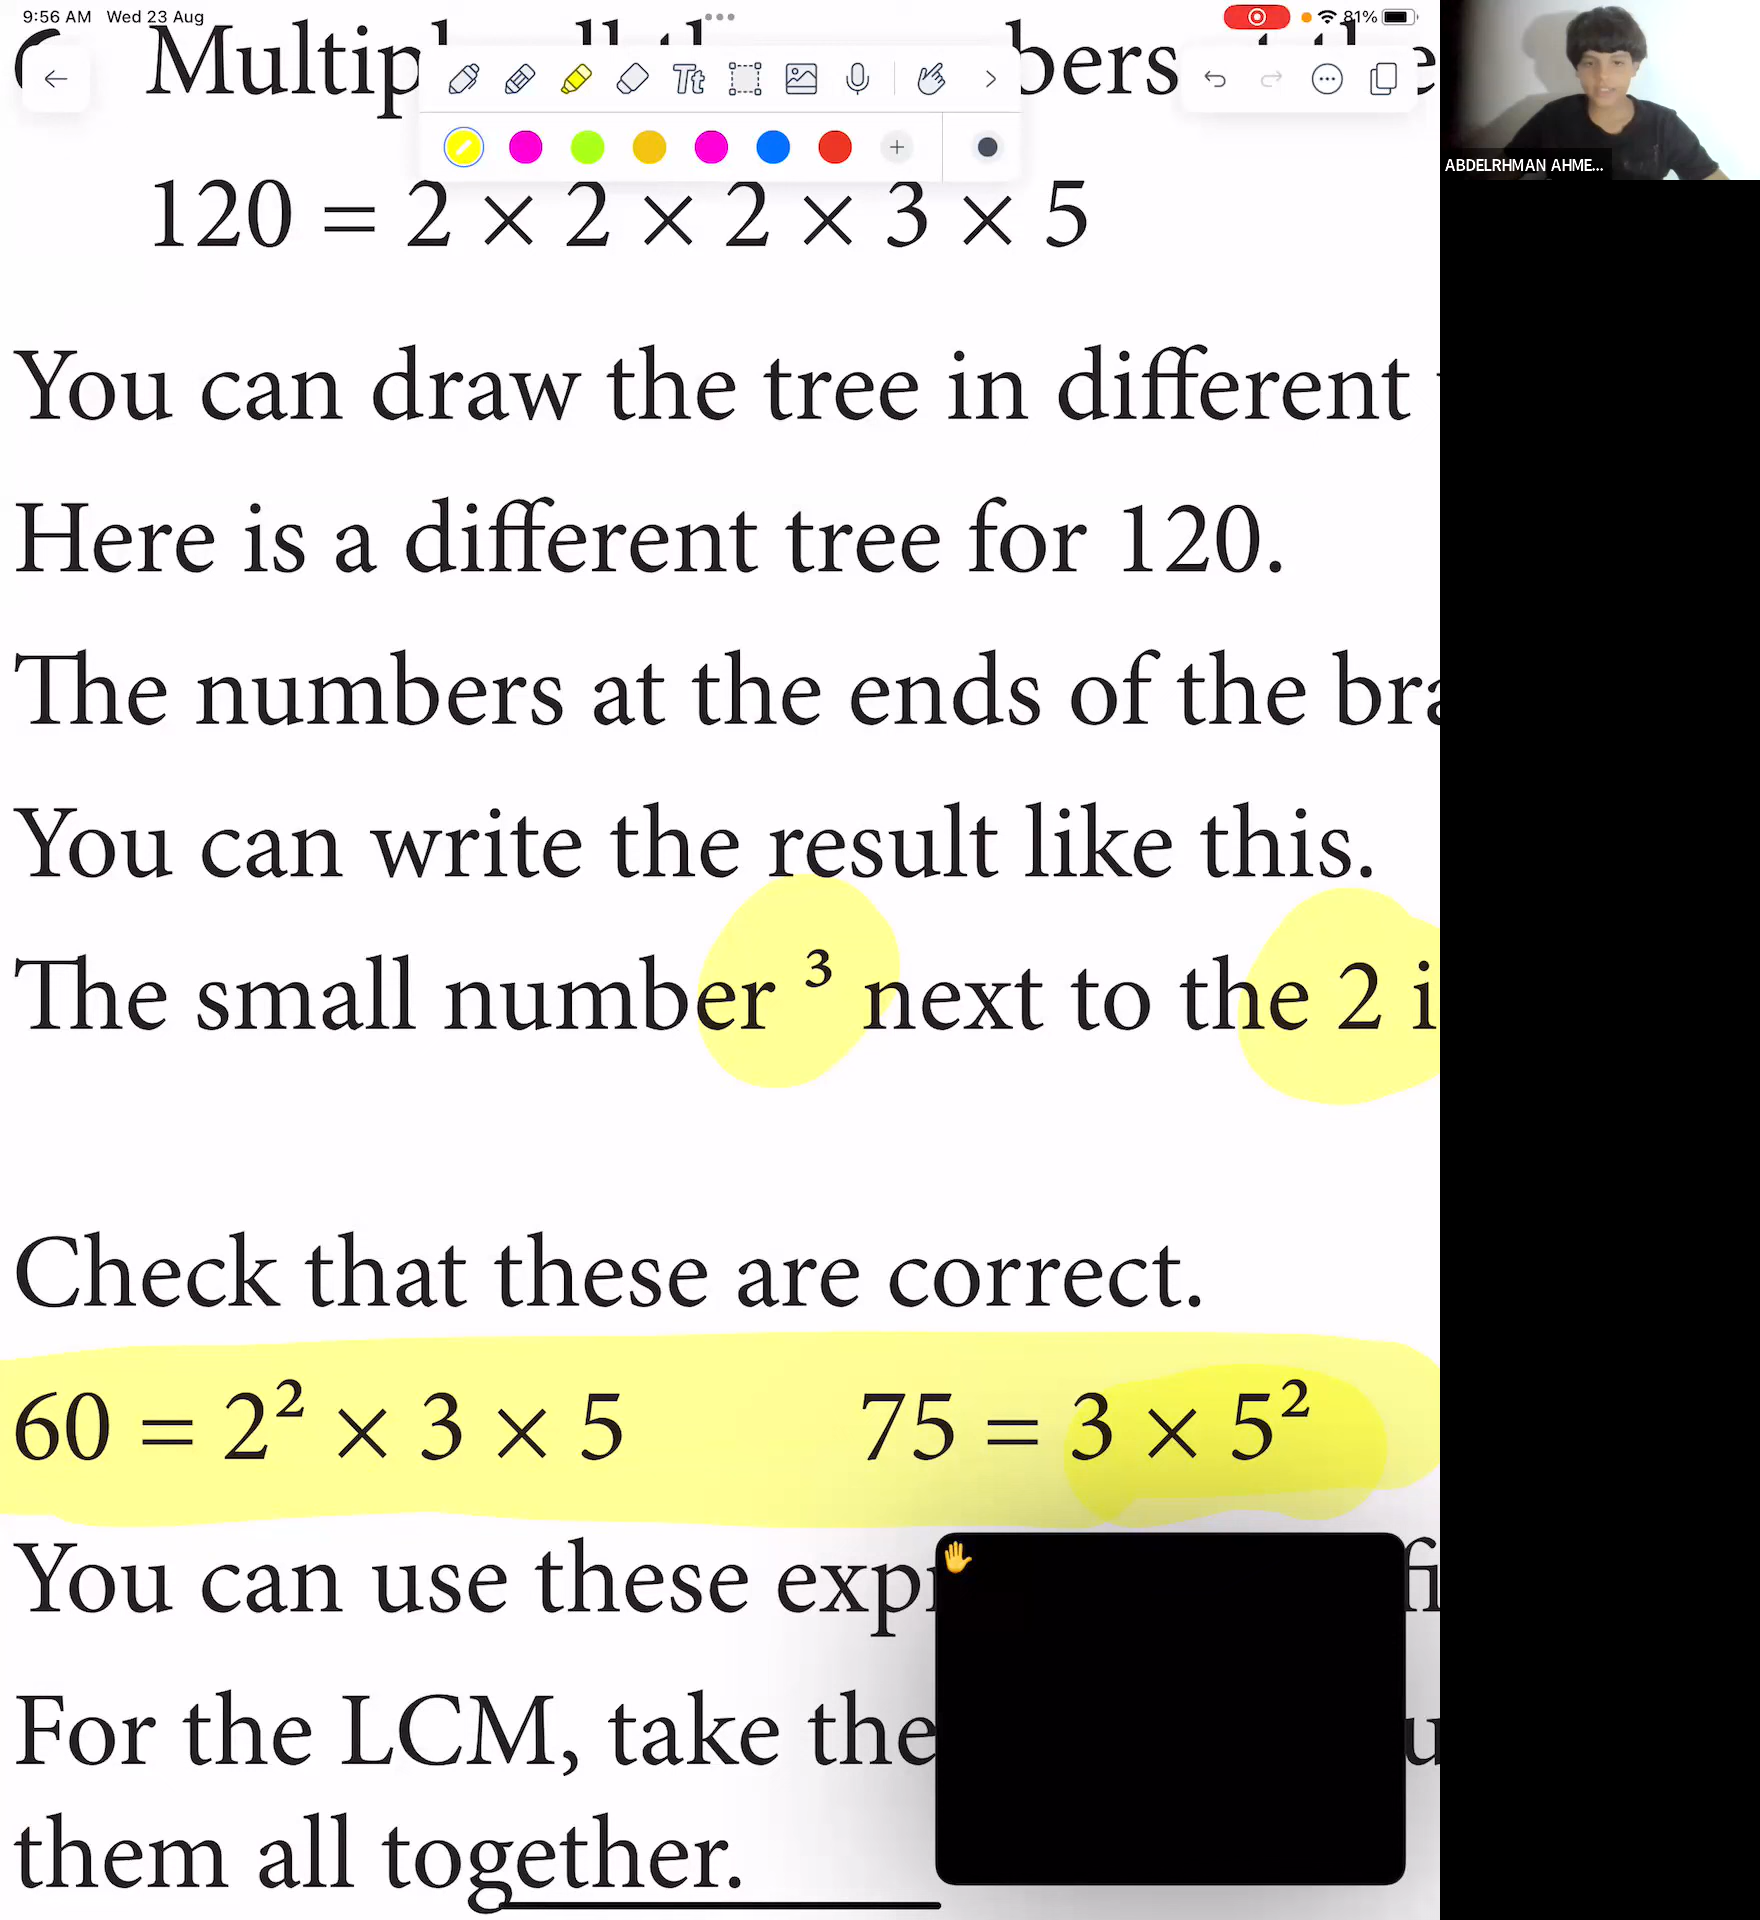 9:56 AM Wed 23 Aug
81%
ABDELRHMAN AHME...
Tt
120 = 2 × 2 × 2 × 3 × 5
You can draw the tree in different
Here is a different tree for 120.
The numbers at the ends of the bra
You can write the result like this.
The small number ³ next to the 2 i
Check that these are correct.
60 = 2² × 3 × 5 75 = 3 × 5²
You can use these exp
For the LCM, take the
them all together.